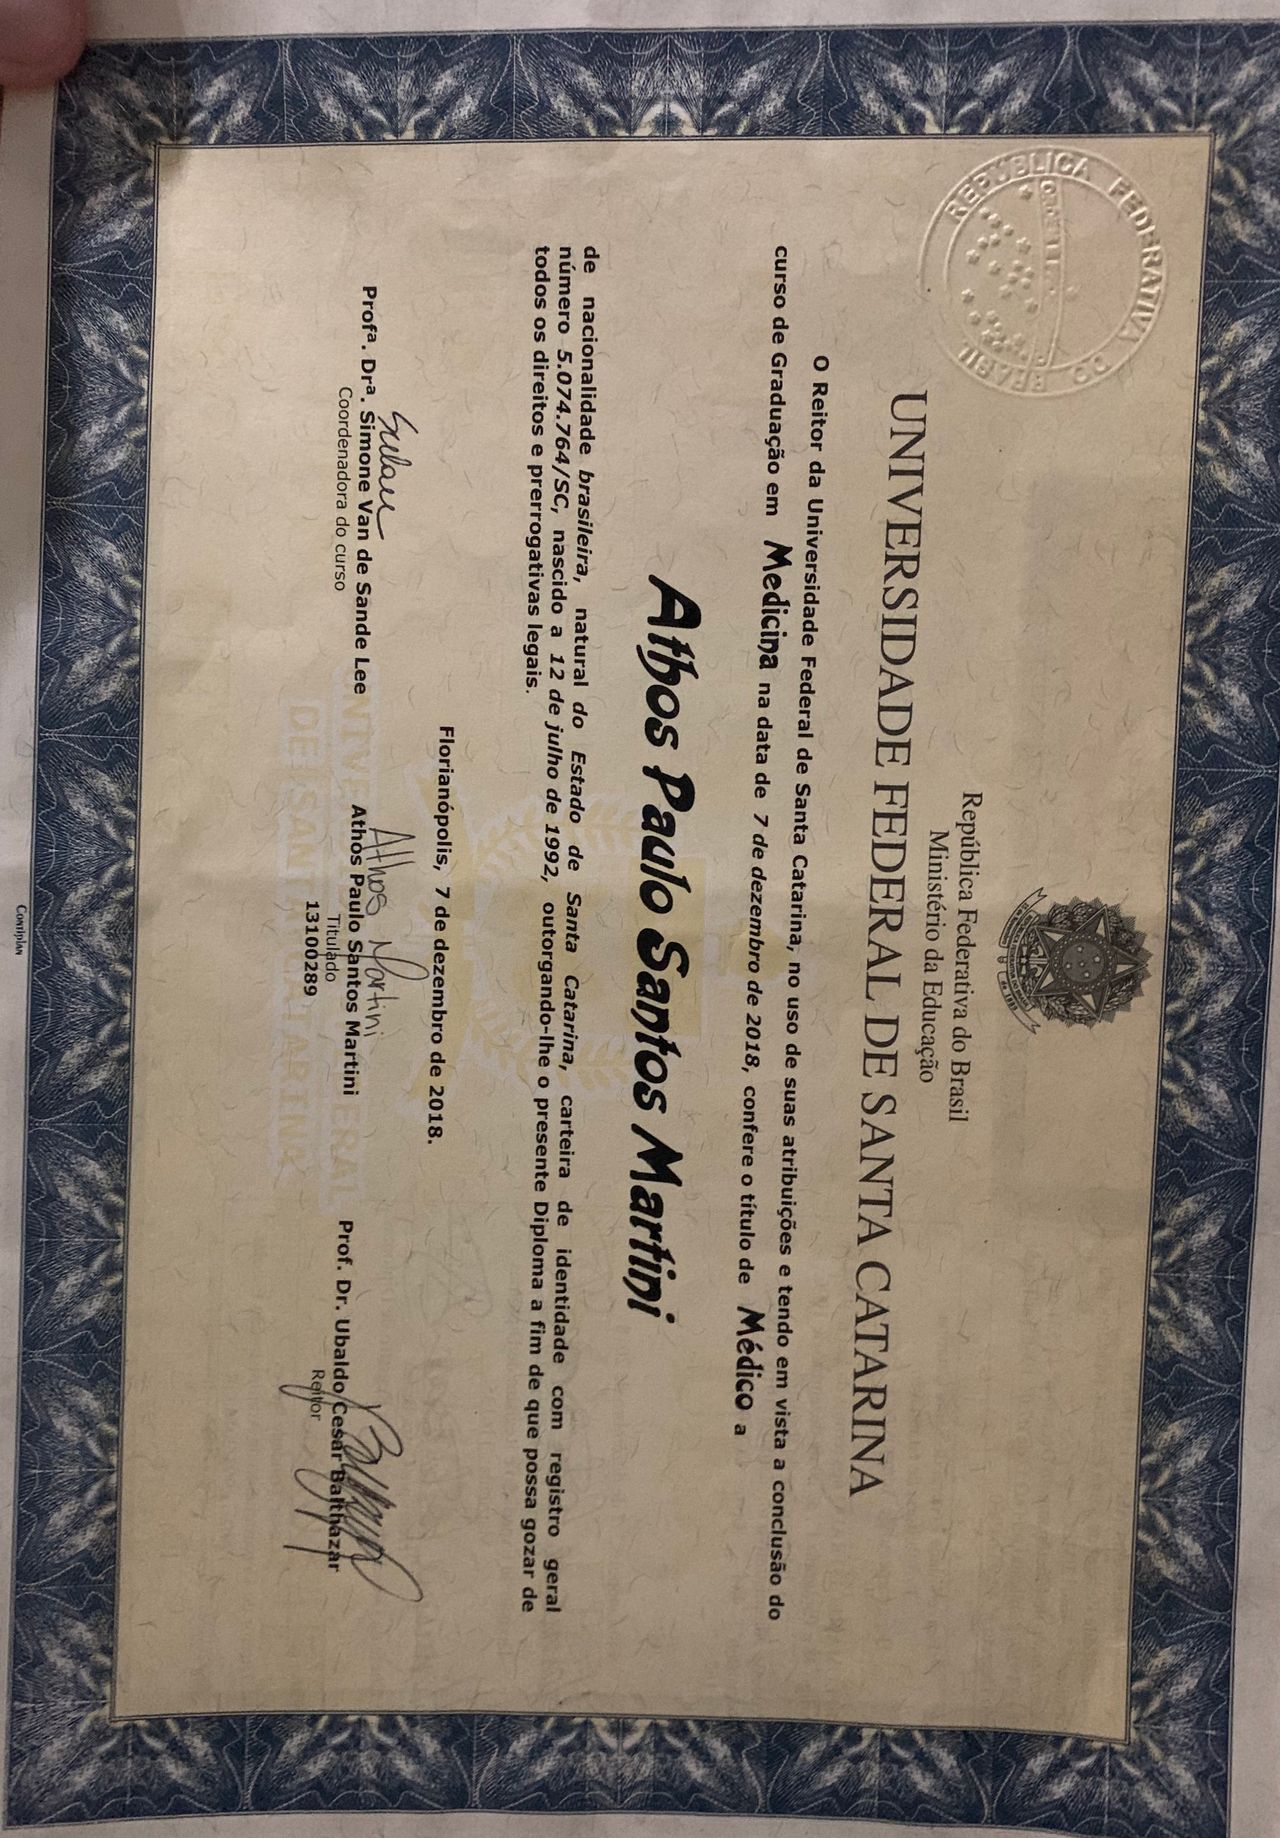 REPÚBLICA FEDERATIVA DO BRASIL
República Federativa do Brasil
Ministério da Educação
UNIVERSIDADE FEDERAL DE SANTA CATARINA
O Reitor da Universidade Federal de Santa Catarina, no uso de suas atribuições e tendo em vista a conclusão do
curso de Graduação em Medicina na data de 7 de dezembro de 2018, confere o título de Médico a
Athos Paulo Santos Martini
de nacionalidade brasileira, natural do Estado de Santa Catarina, carteira de identidade com registro geral
número 5.074.764/SC, nascido a 12 de julho de 1992, outorgando-lhe o presente Diploma a fim de que possa gozar de
todos os direitos e prerrogativas legais.
Florianópolis, 7 de dezembro de 2018.
Athos Martini
Profª. Drª. Simone Van de Sande Lee
Coordenadora do curso
Athos Paulo Santos Martini
Titulado
13100289
Prof. Dr. Ubaldo Cesar Balthazar
Reitor